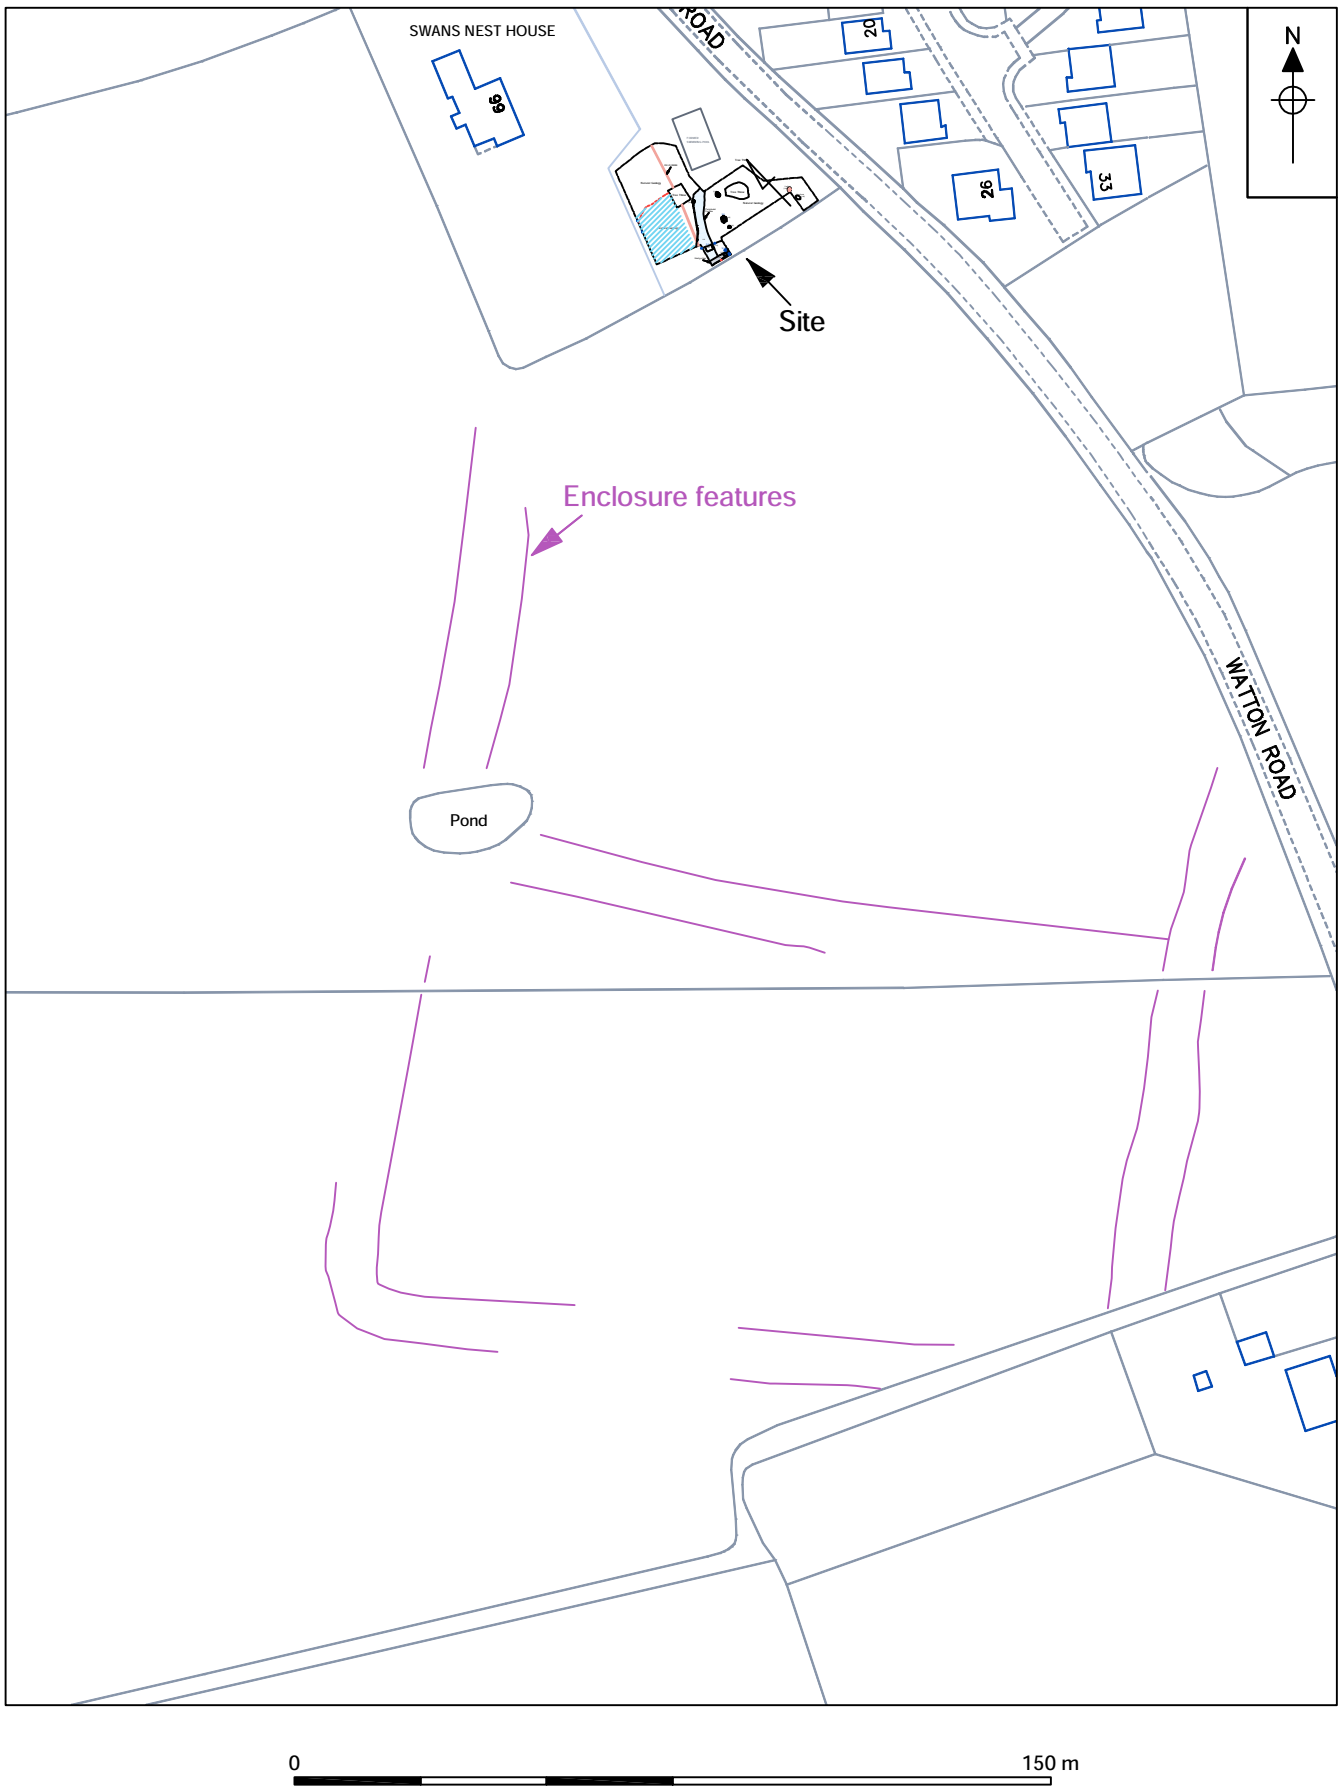 SWANS NEST HOUSE
99
ROAD
20
26
33
N
Site
Enclosure features
WATTON ROAD
Pond
0 150 m